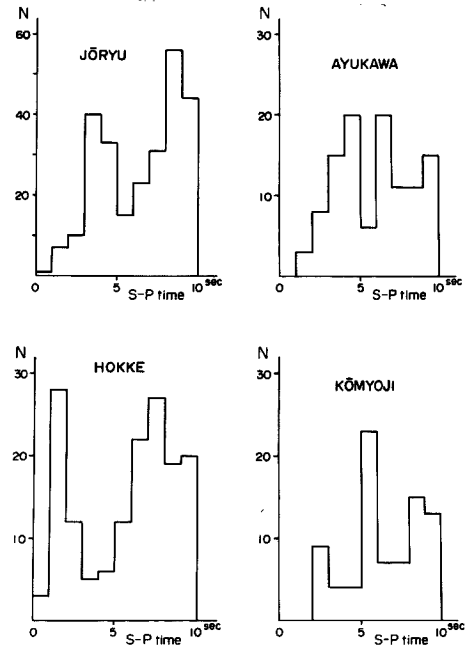 N
JŌRYU
60
40
20
0
5
10 sec
S-P time
N
AYUKAWA
30
20
10
0
5
10 sec
S-P time
N
HOKKE
30
20
10
0
5
10 sec
S-P time
N
KŌMYOJI
30
20
10
0
5
10 sec
S-P time